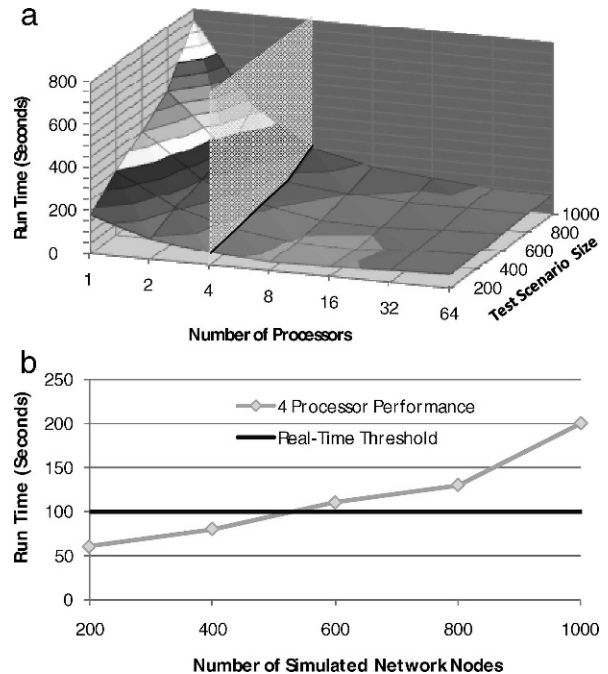 a
800
600
400
200
0
Run Time (Seconds)
1
2
4
8
16
32
64
Number of Processors
200
400
600
800
1000
Test Scenario Size
b
250
200
150
100
50
0
Run Time (Seconds)
4 Processor Performance
Real-Time Threshold
200 400 600 800 1000
Number of Simulated Network Nodes